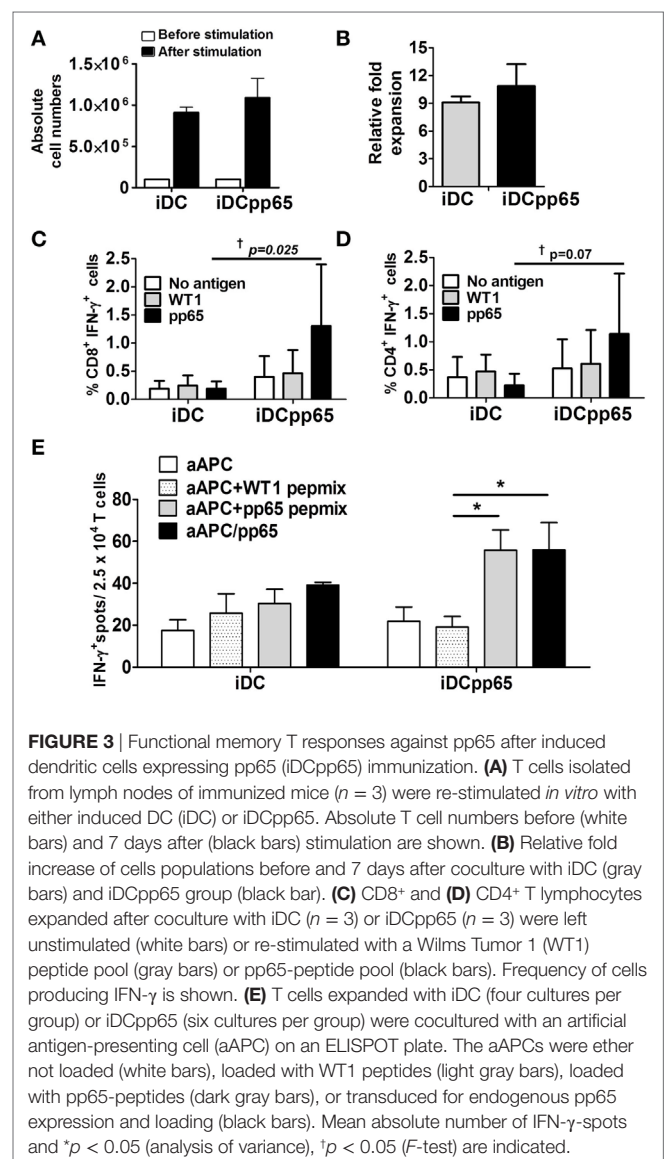 A
Before stimulation
After stimulation
Absolute
cell numbers
1.5×10⁶
1.0×10⁶
5.0×10⁵
0
iDC
iDCpp65
B
Relative fold
expansion
15
12
9
6
3
0
iDC
iDCpp65
C
† p=0.025
% CD8⁺ IFN-γ⁺ cells
2.5
2.0
1.5
1.0
0.5
0.0
No antigen
WT1
pp65
iDC
iDCpp65
D
† p=0.07
% CD4⁺ IFN-γ⁺ cells
2.5
2.0
1.5
1.0
0.5
0.0
No antigen
WT1
pp65
iDC
iDCpp65
E
aAPC
aAPC+WT1 pepmix
aAPC+pp65 pepmix
aAPC/pp65
IFN-γ⁺spots/ 2.5 x 10⁴ T cells
80
60
40
20
0
*
*
iDC
iDCpp65
FIGURE 3 | Functional memory T responses against pp65 after induced
dendritic cells expressing pp65 (iDCpp65) immunization. (A) T cells isolated
from lymph nodes of immunized mice (n = 3) were re-stimulated in vitro with
either induced DC (iDC) or iDCpp65. Absolute T cell numbers before (white
bars) and 7 days after (black bars) stimulation are shown. (B) Relative fold
increase of cells populations before and 7 days after coculture with iDC (gray
bars) and iDCpp65 group (black bar). (C) CD8⁺ and (D) CD4⁺ T lymphocytes
expanded after coculture with iDC (n = 3) or iDCpp65 (n = 3) were left
unstimulated (white bars) or re-stimulated with a Wilms Tumor 1 (WT1)
peptide pool (gray bars) or pp65-peptide pool (black bars). Frequency of cells
producing IFN-γ is shown. (E) T cells expanded with iDC (four cultures per
group) or iDCpp65 (six cultures per group) were cocultured with an artificial
antigen-presenting cell (aAPC) on an ELISPOT plate. The aAPCs were ether
not loaded (white bars), loaded with WT1 peptides (light gray bars), loaded
with pp65-peptides (dark gray bars), or transduced for endogenous pp65
expression and loading (black bars). Mean absolute number of IFN-γ-spots
and *p < 0.05 (analysis of variance), †p < 0.05 (F-test) are indicated.